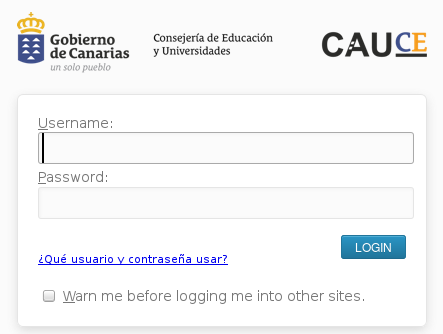 Gobierno
de Canarias
un solo pueblo
Consejería de Educación
y Universidades
CAUCE
Username:
Password:
LOGIN
¿Qué usuario y contraseña usar?
Warn me before logging me into other sites.